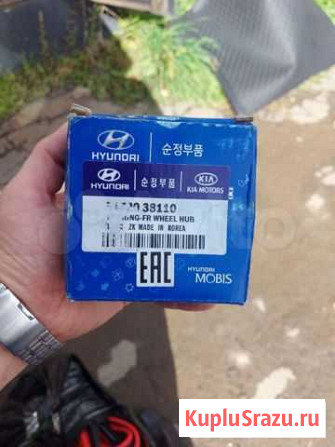 HYUNDAI 순정부품
HYUNDAI 순정부품 KIA
KIA MOTORS
38110
WHEEL HUB
ZK MADE IN KOREA
EAC
HYUNDAI
MOBIS
KupluSrazu.ru